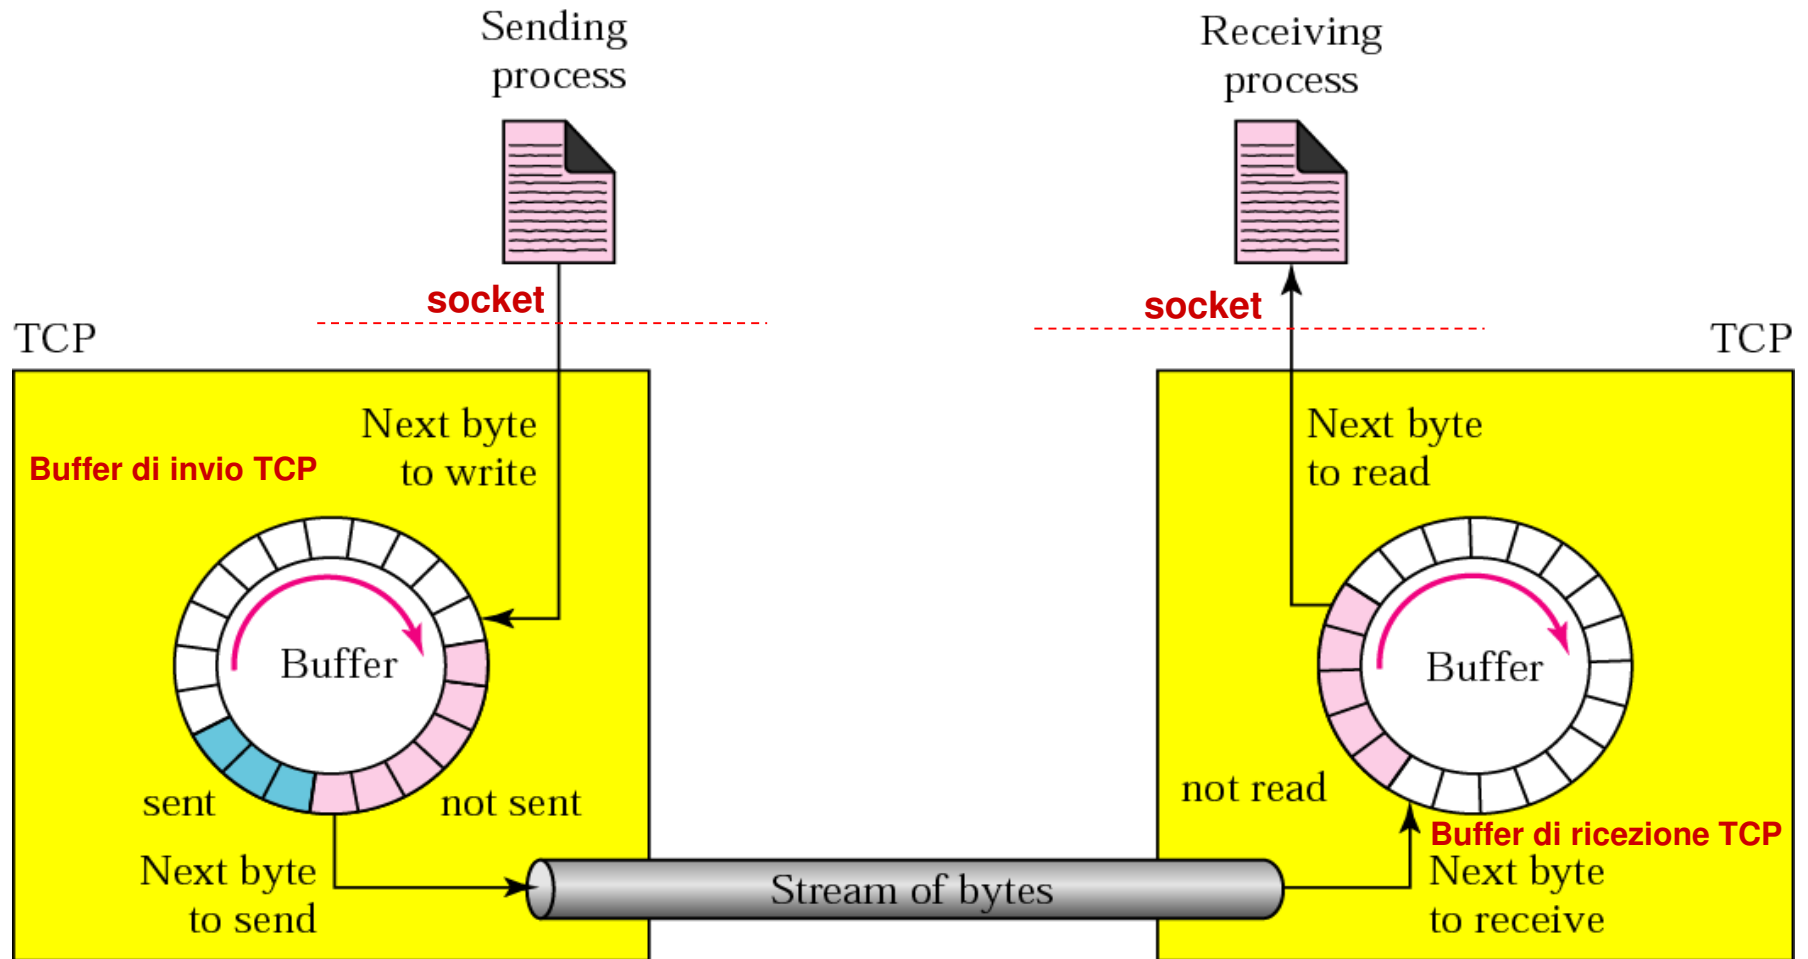 Sending
process
Receiving
process
socket
socket
TCP
TCP
Next byte
to write
Buffer di invio TCP
Next byte
to read
Buffer
Buffer
sent
not sent
not read
Buffer di ricezione TCP
Next byte
to send
Stream of bytes
Next byte
to receive